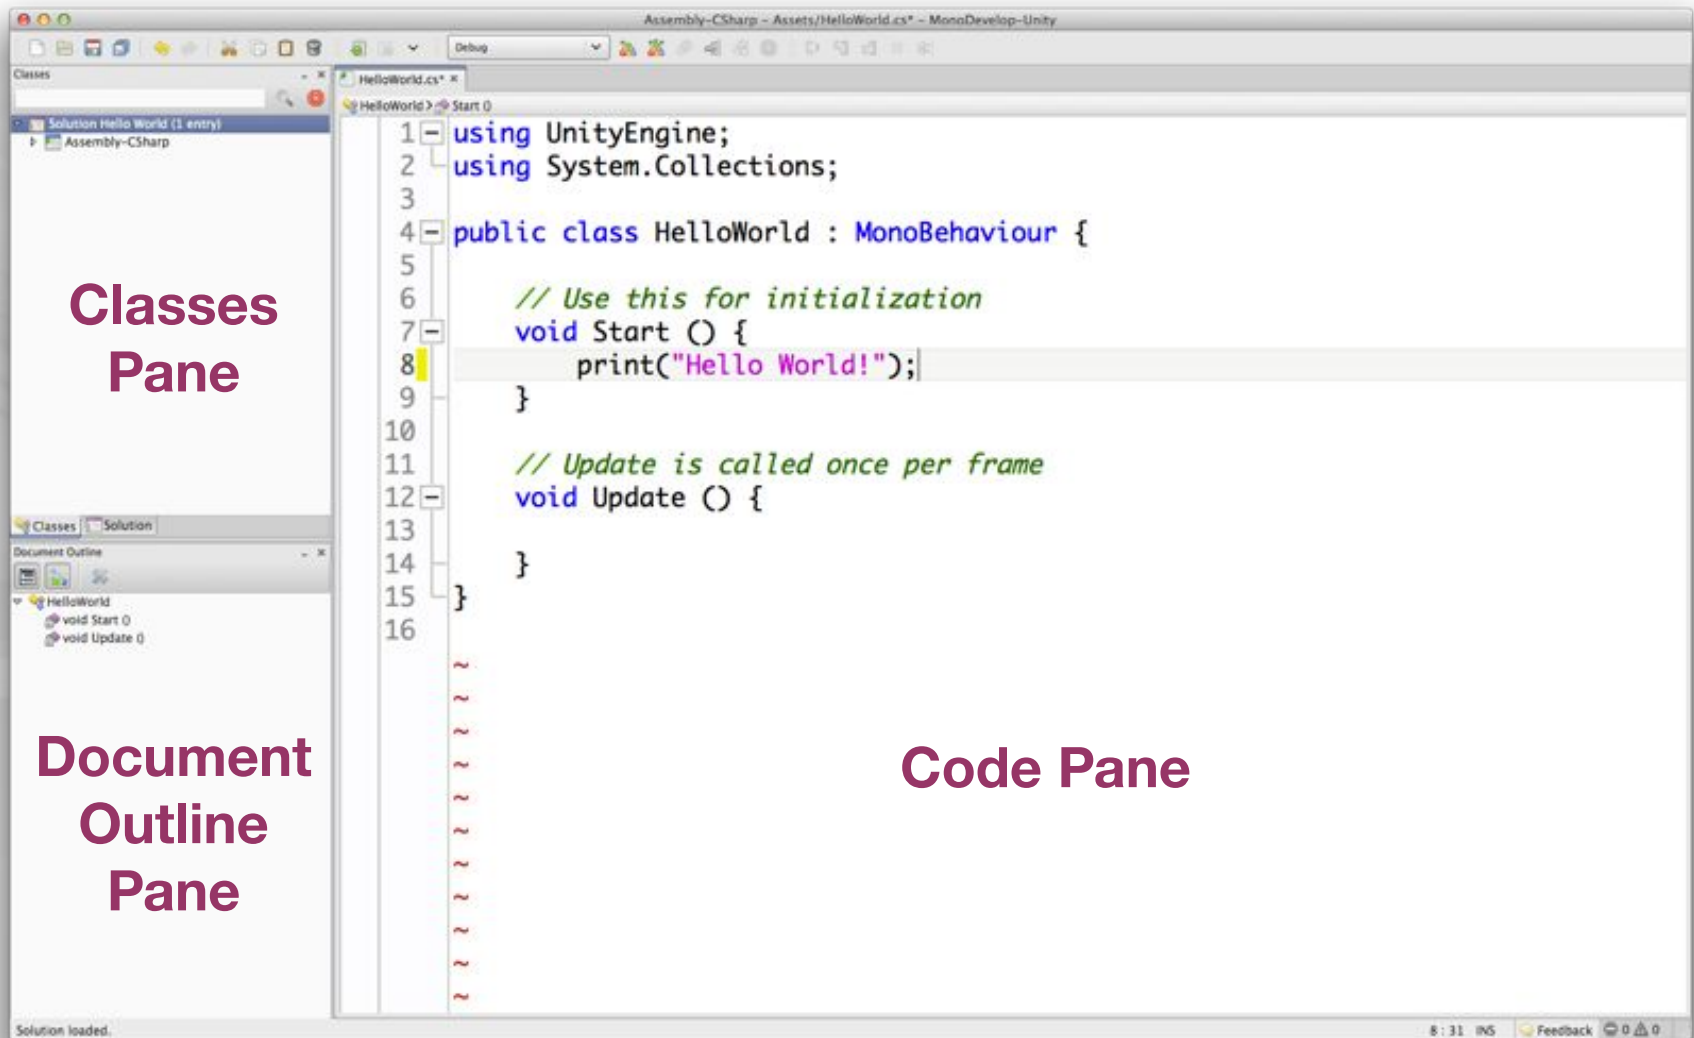 Assembly-CSharp – Assets/HelloWorld.cs* – MonoDevelop-Unity
Debug
Classes
Solution Hello World (1 entry)
Assembly-CSharp
Classes
Pane
Classes
Solution
Document Outline
HelloWorld
void Start ()
void Update ()
Document
Outline
Pane
Solution loaded.
HelloWorld.cs*
HelloWorld
Start ()
1 using UnityEngine;
2 using System.Collections;
3
4 public class HelloWorld : MonoBehaviour {
5
6 // Use this for initialization
7 void Start () {
8 print("Hello World!");
9 }
10
11 // Update is called once per frame
12 void Update () {
13
14 }
15 }
16
~
~
~
~
~
~
~
~
~
~
~
Code Pane
8 : 31 INS Feedback 0 0